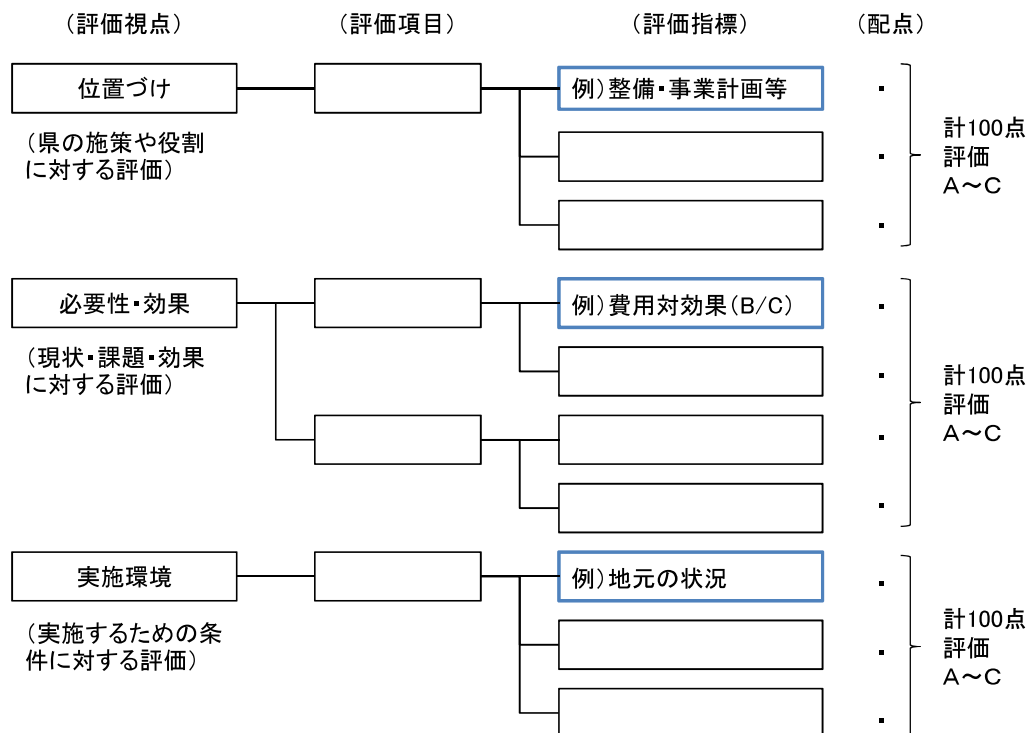 （評価視点）
（評価項目）
（評価指標）
（配点）
位置づけ
例）整備・事業計画等
・
（県の施策や役割
に対する評価）
・
・
計100点
評価
A～C
必要性・効果
例）費用対効果（B/C）
・
（現状・課題・効果
に対する評価）
・
・
・
計100点
評価
A～C
実施環境
例）地元の状況
・
（実施するための条
件に対する評価）
・
・
計100点
評価
A～C